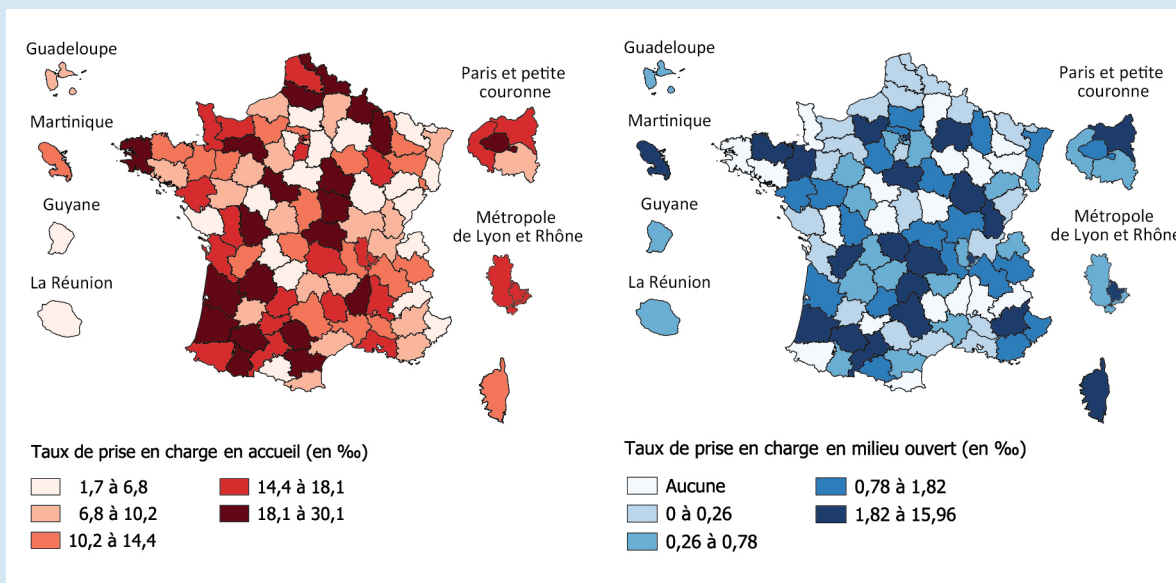 Guadeloupe
Martinique
Guyane
La Réunion
Paris et petite
couronne
Métropole
de Lyon et Rhône
Taux de prise en charge en accueil (en ‰)
1,7 à 6,8
6,8 à 10,2
10,2 à 14,4
14,4 à 18,1
18,1 à 30,1
Guadeloupe
Martinique
Guyane
La Réunion
Paris et petite
couronne
Métropole
de Lyon et Rhône
Taux de prise en charge en milieu ouvert (en ‰)
Aucune
0 à 0,26
0,26 à 0,78
0,78 à 1,82
1,82 à 15,96